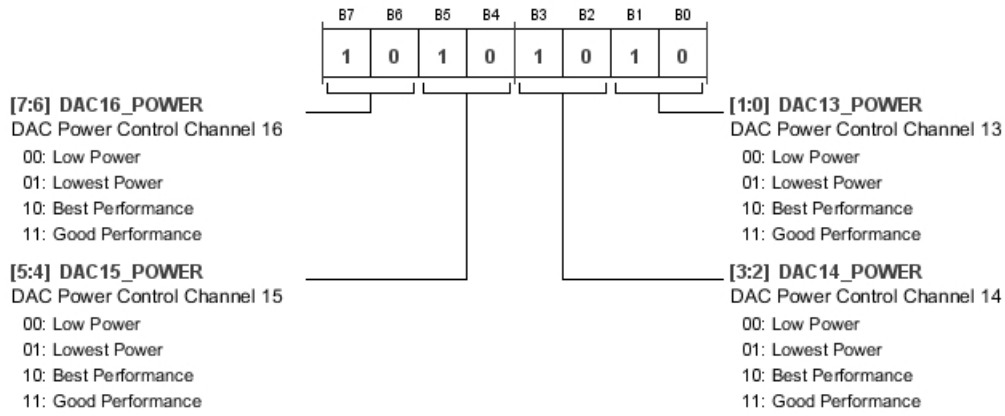 B7 B6 B5 B4 B3 B2 B1 B0
1 0 1 0 1 0 1 0
[7:6] DAC16_POWER
DAC Power Control Channel 16
00: Low Power
01: Lowest Power
10: Best Performance
11: Good Performance
[5:4] DAC15_POWER
DAC Power Control Channel 15
00: Low Power
01: Lowest Power
10: Best Performance
11: Good Performance
[1:0] DAC13_POWER
DAC Power Control Channel 13
00: Low Power
01: Lowest Power
10: Best Performance
11: Good Performance
[3:2] DAC14_POWER
DAC Power Control Channel 14
00: Low Power
01: Lowest Power
10: Best Performance
11: Good Performance